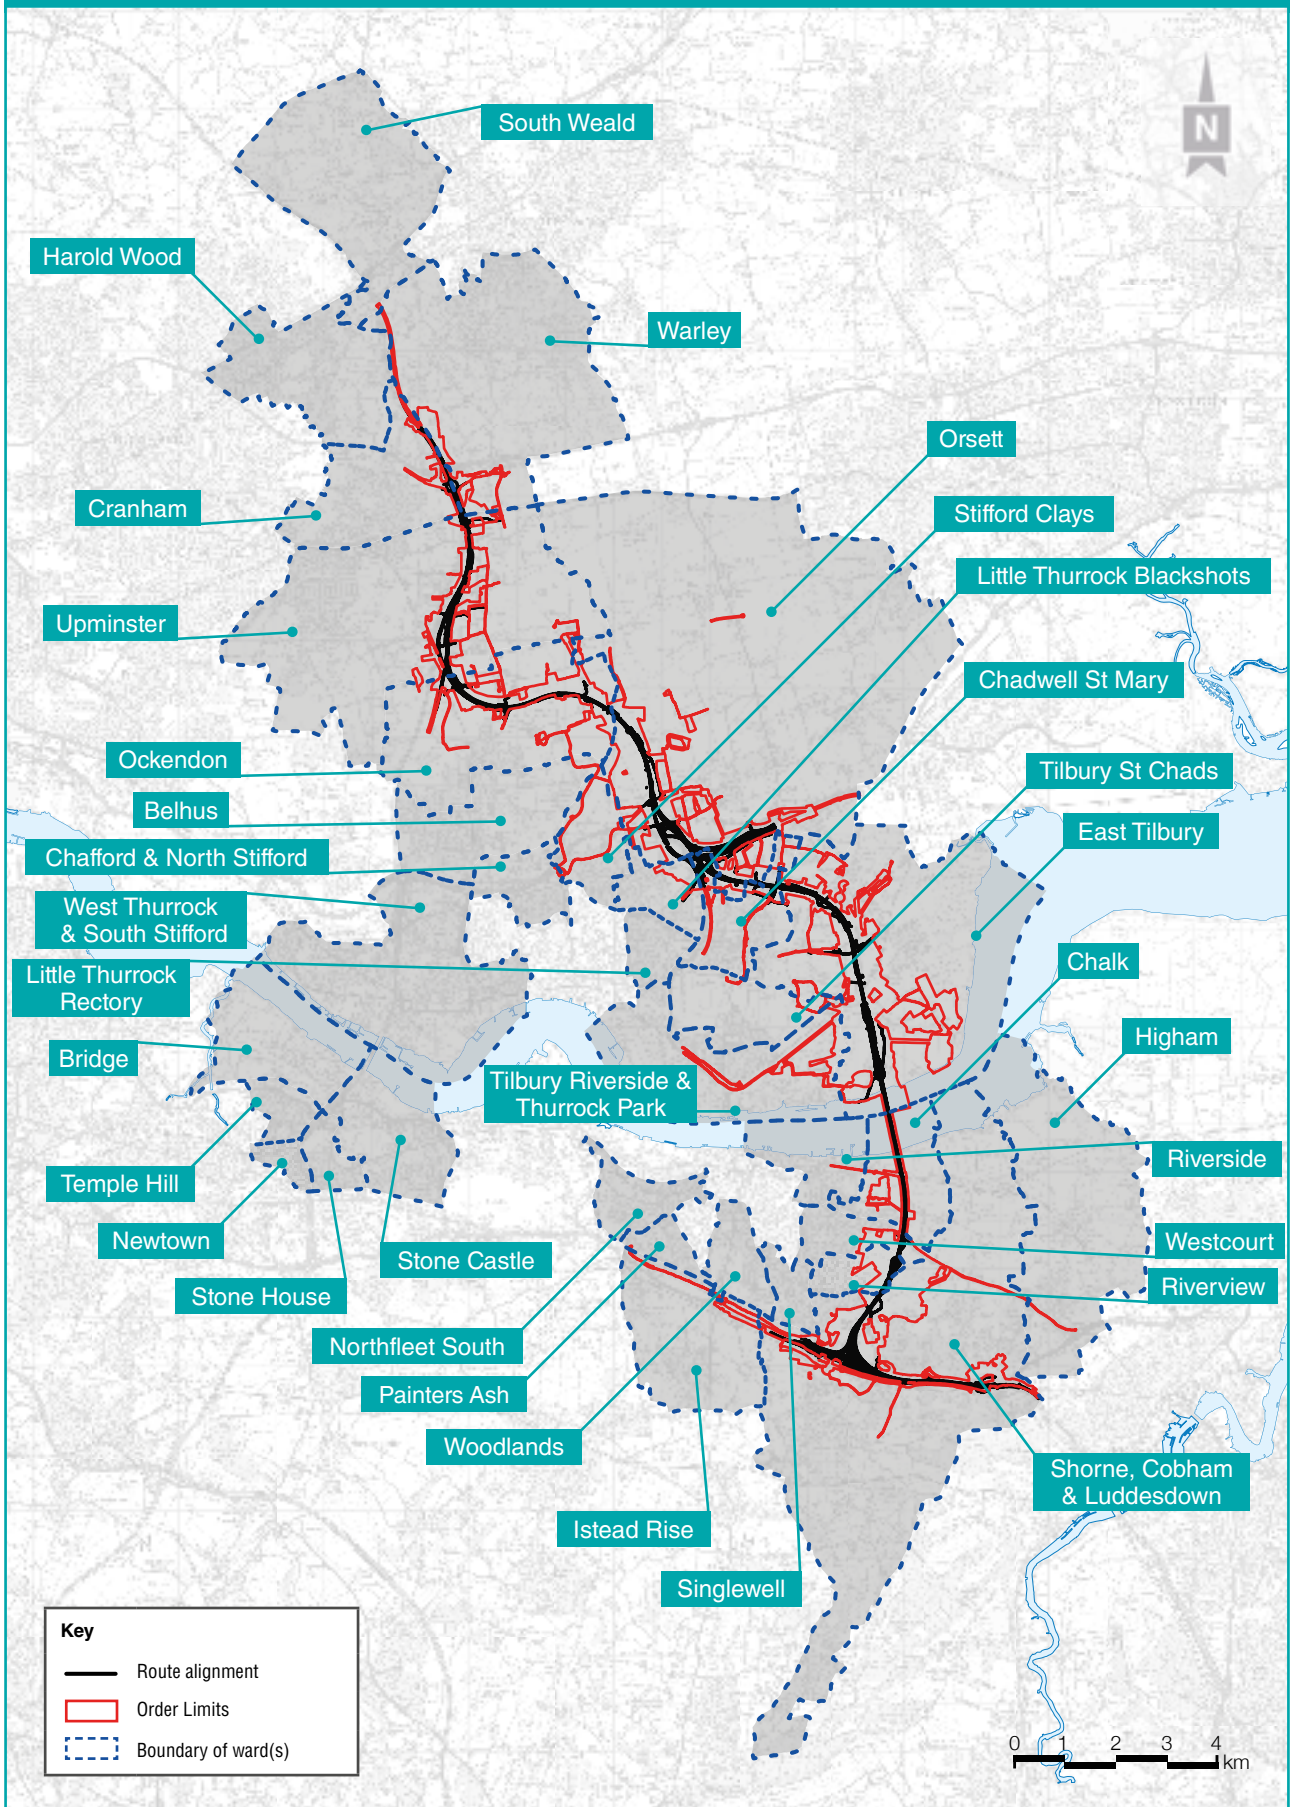 South Weald
N
Harold Wood
Warley
Orsett
Cranham
Stifford Clays
Little Thurrock Blackshots
Upminster
Chadwell St Mary
Ockendon
Tilbury St Chads
Belhus
East Tilbury
Chafford & North Stifford
West Thurrock
& South Stifford
Chalk
Little Thurrock
Rectory
Higham
Bridge
Tilbury Riverside &
Thurrock Park
Riverside
Temple Hill
Newtown
Westcourt
Stone Castle
Riverview
Stone House
Northfleet South
Painters Ash
Woodlands
Shorne, Cobham
& Luddesdown
Istead Rise
Singlewell
Key
Route alignment
Order Limits
Boundary of ward(s)
0 1 2 3 4
km